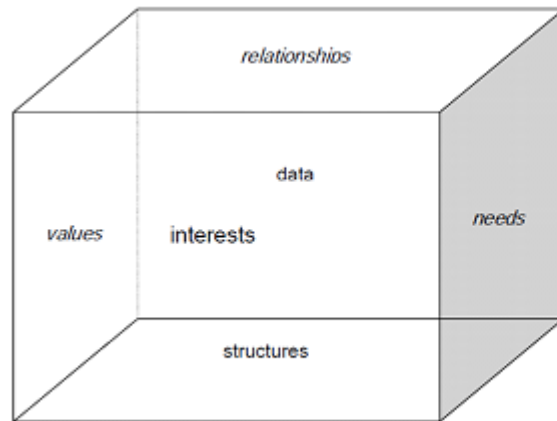 relationships
data
values
interests
needs
structures